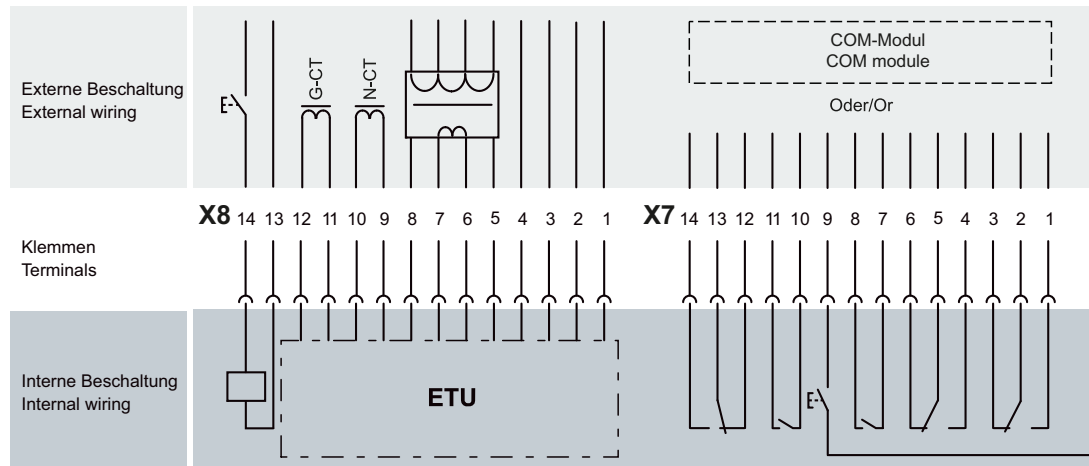 COM-Modul
COM module
Externe Beschaltung
External wiring
G-CT
N-CT
Oder/Or
X8 14 13 12 11 10 9 8 7 6 5 4 3 2 1
X7 14 13 12 11 10 9 8 7 6 5 4 3 2 1
Klemmen
Terminals
Interne Beschaltung
Internal wiring
ETU